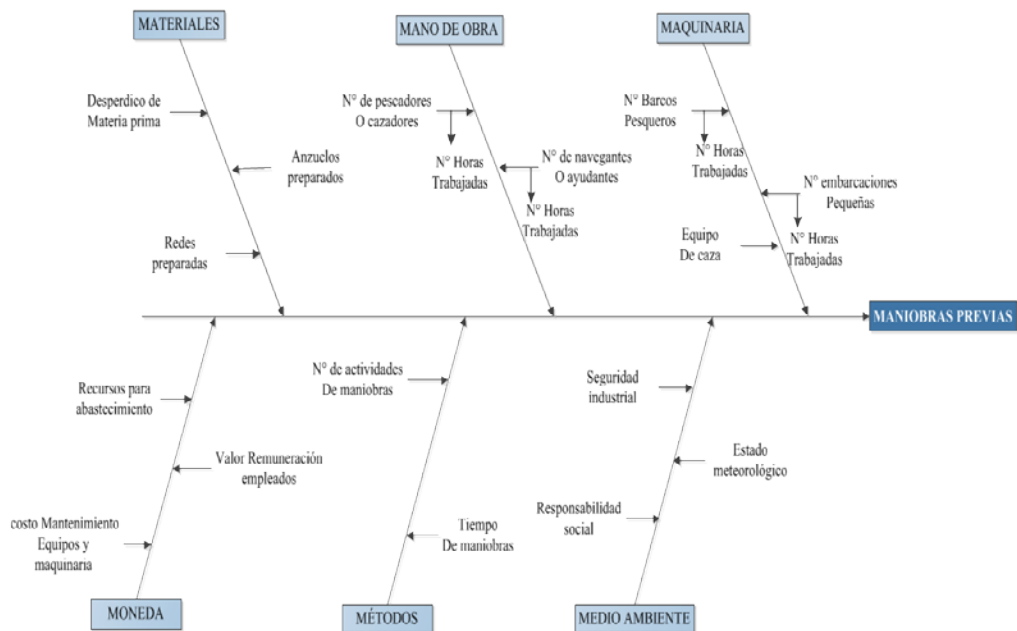 MATERIALES
MANO DE OBRA
MAQUINARIA
Desperdico de
Materia prima
Anzuelos
preparados
Redes
preparadas
N° de pescadores
O cazadores
N° Horas
Trabajadas
N° de navegantes
O ayudantes
N° Horas
Trabajadas
N° Barcos
Pesqueros
N° Horas
Trabajadas
N° embarcaciones
Pequeñas
N° Horas
Trabajadas
Equipo
De caza
MANIOBRAS PREVIAS
Recursos para
abastecimiento
Valor Remuneración
empleados
costo Mantenimiento
Equipos y
maquinaria
N° de actividades
De maniobras
Tiempo
De maniobras
Seguridad
industrial
Estado
meteorológico
Responsabilidad
social
MONEDA
MÉTODOS
MEDIO AMBIENTE